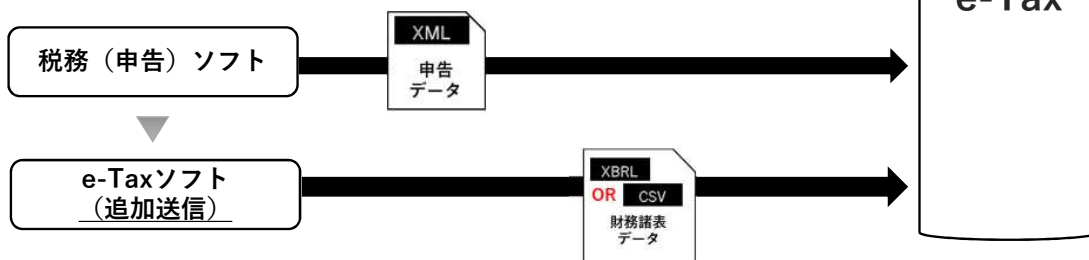 e-Tax
税務（申告）ソフト
XML
申告
データ
e-Taxソフト
（追加送信）
XBRL
OR CSV
財務諸表
データ